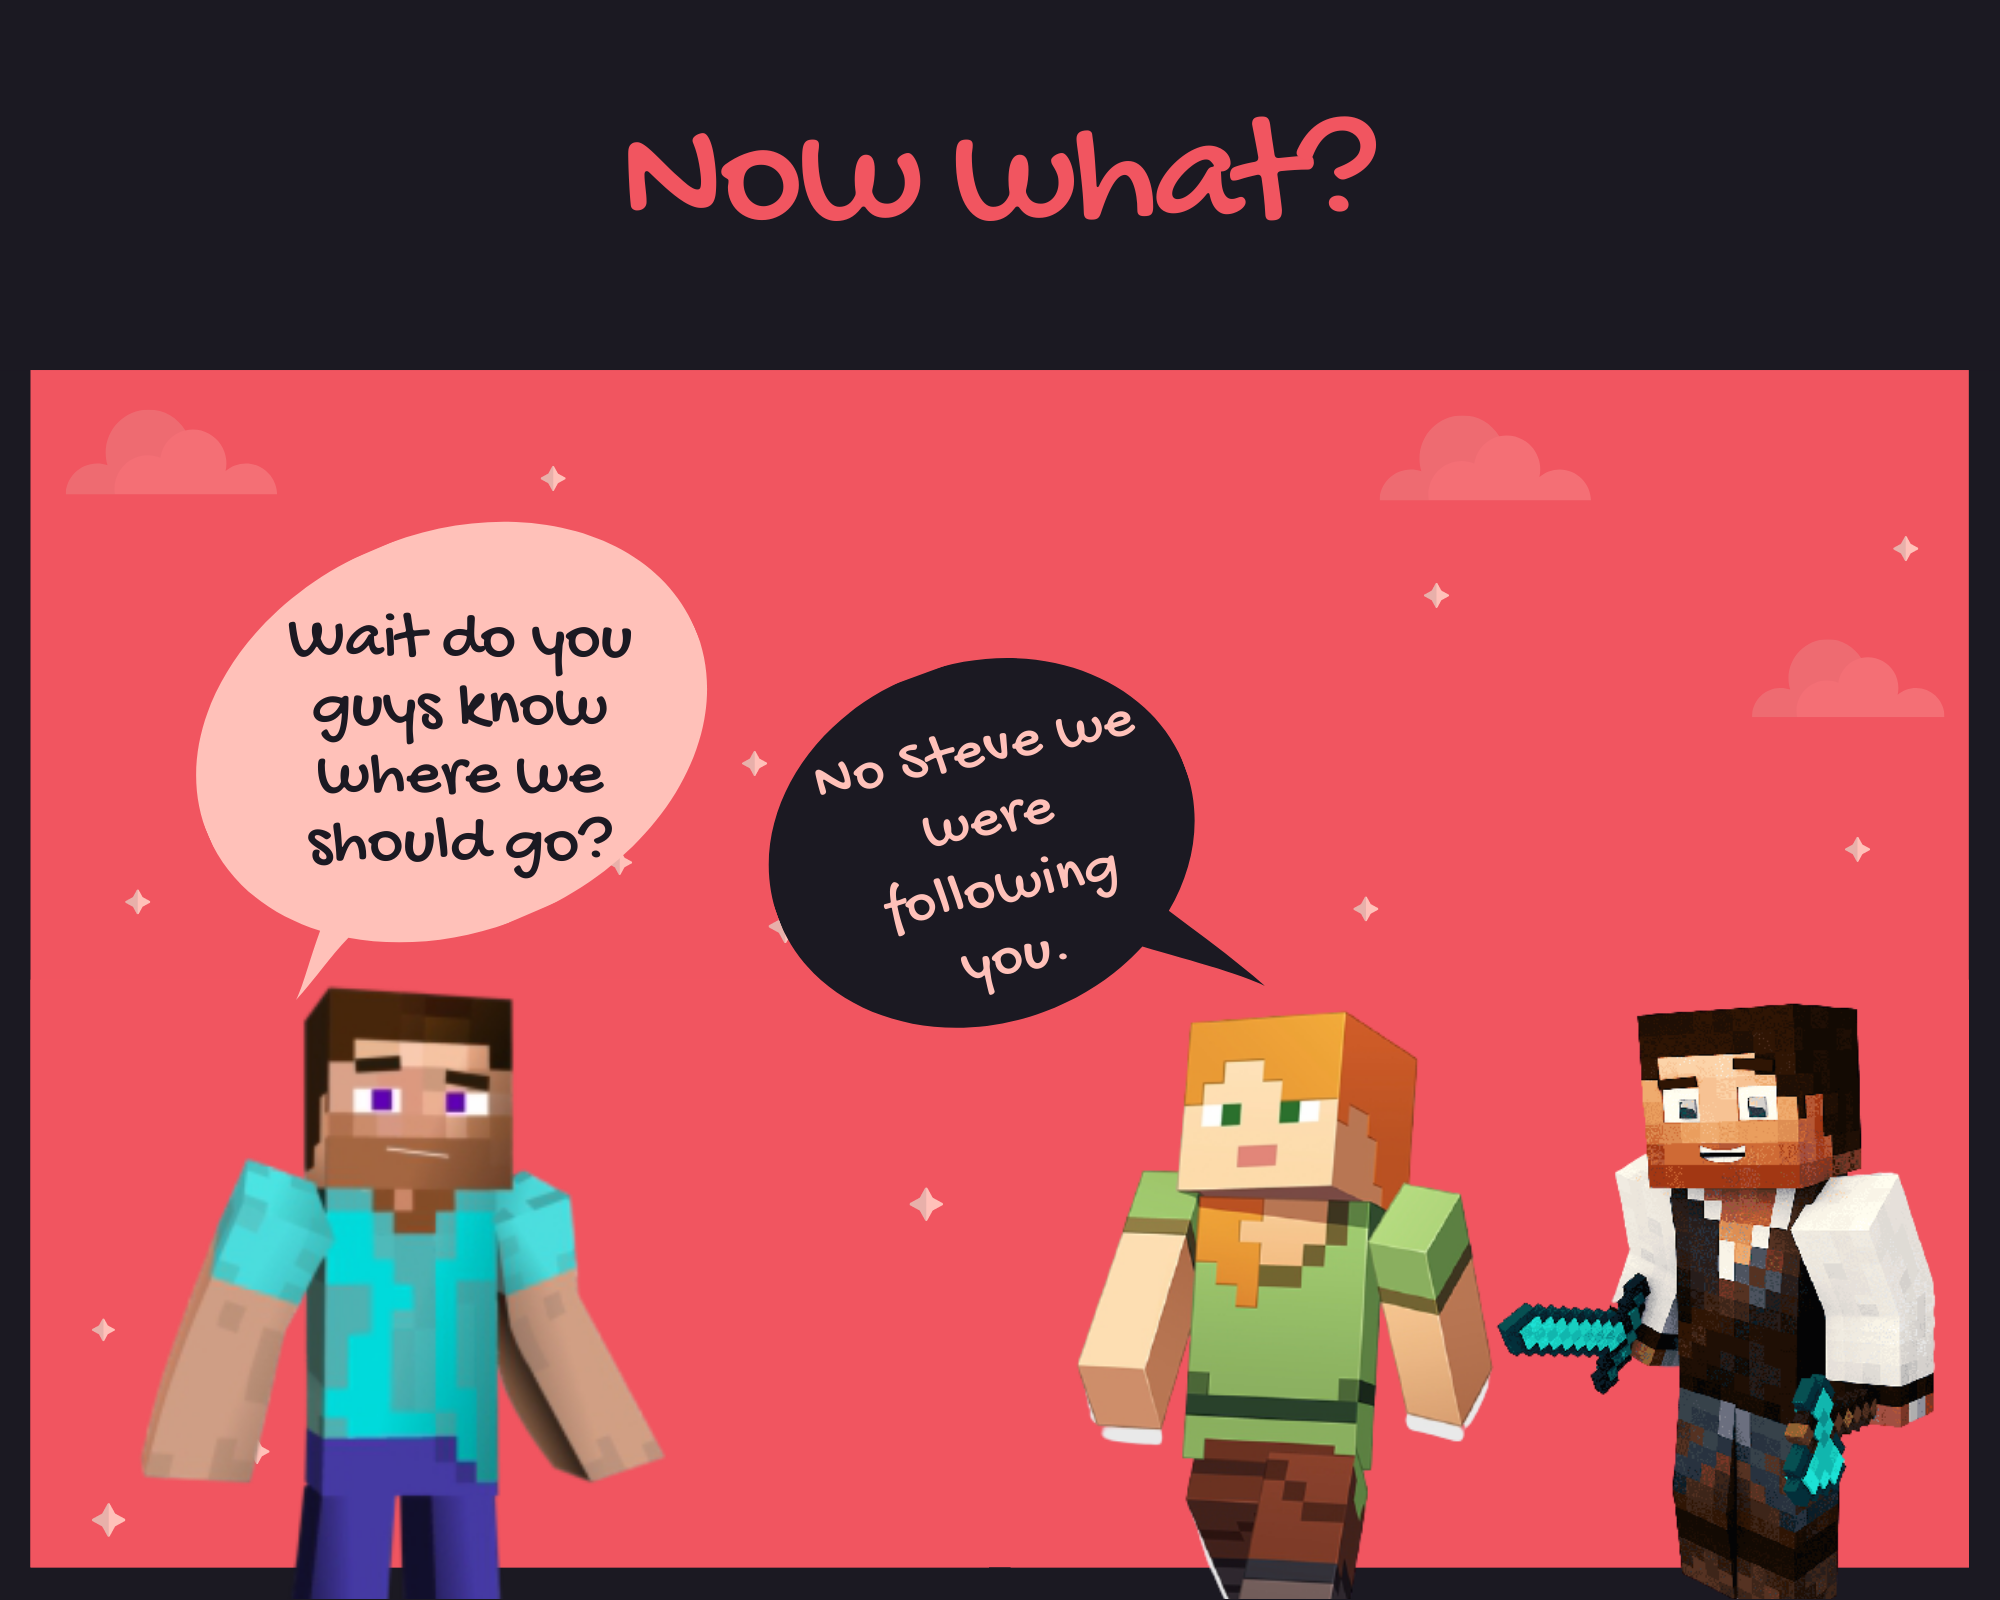 Now What?
Wait do you
guys know
where we
should go?
No Steve we
were
following
you.